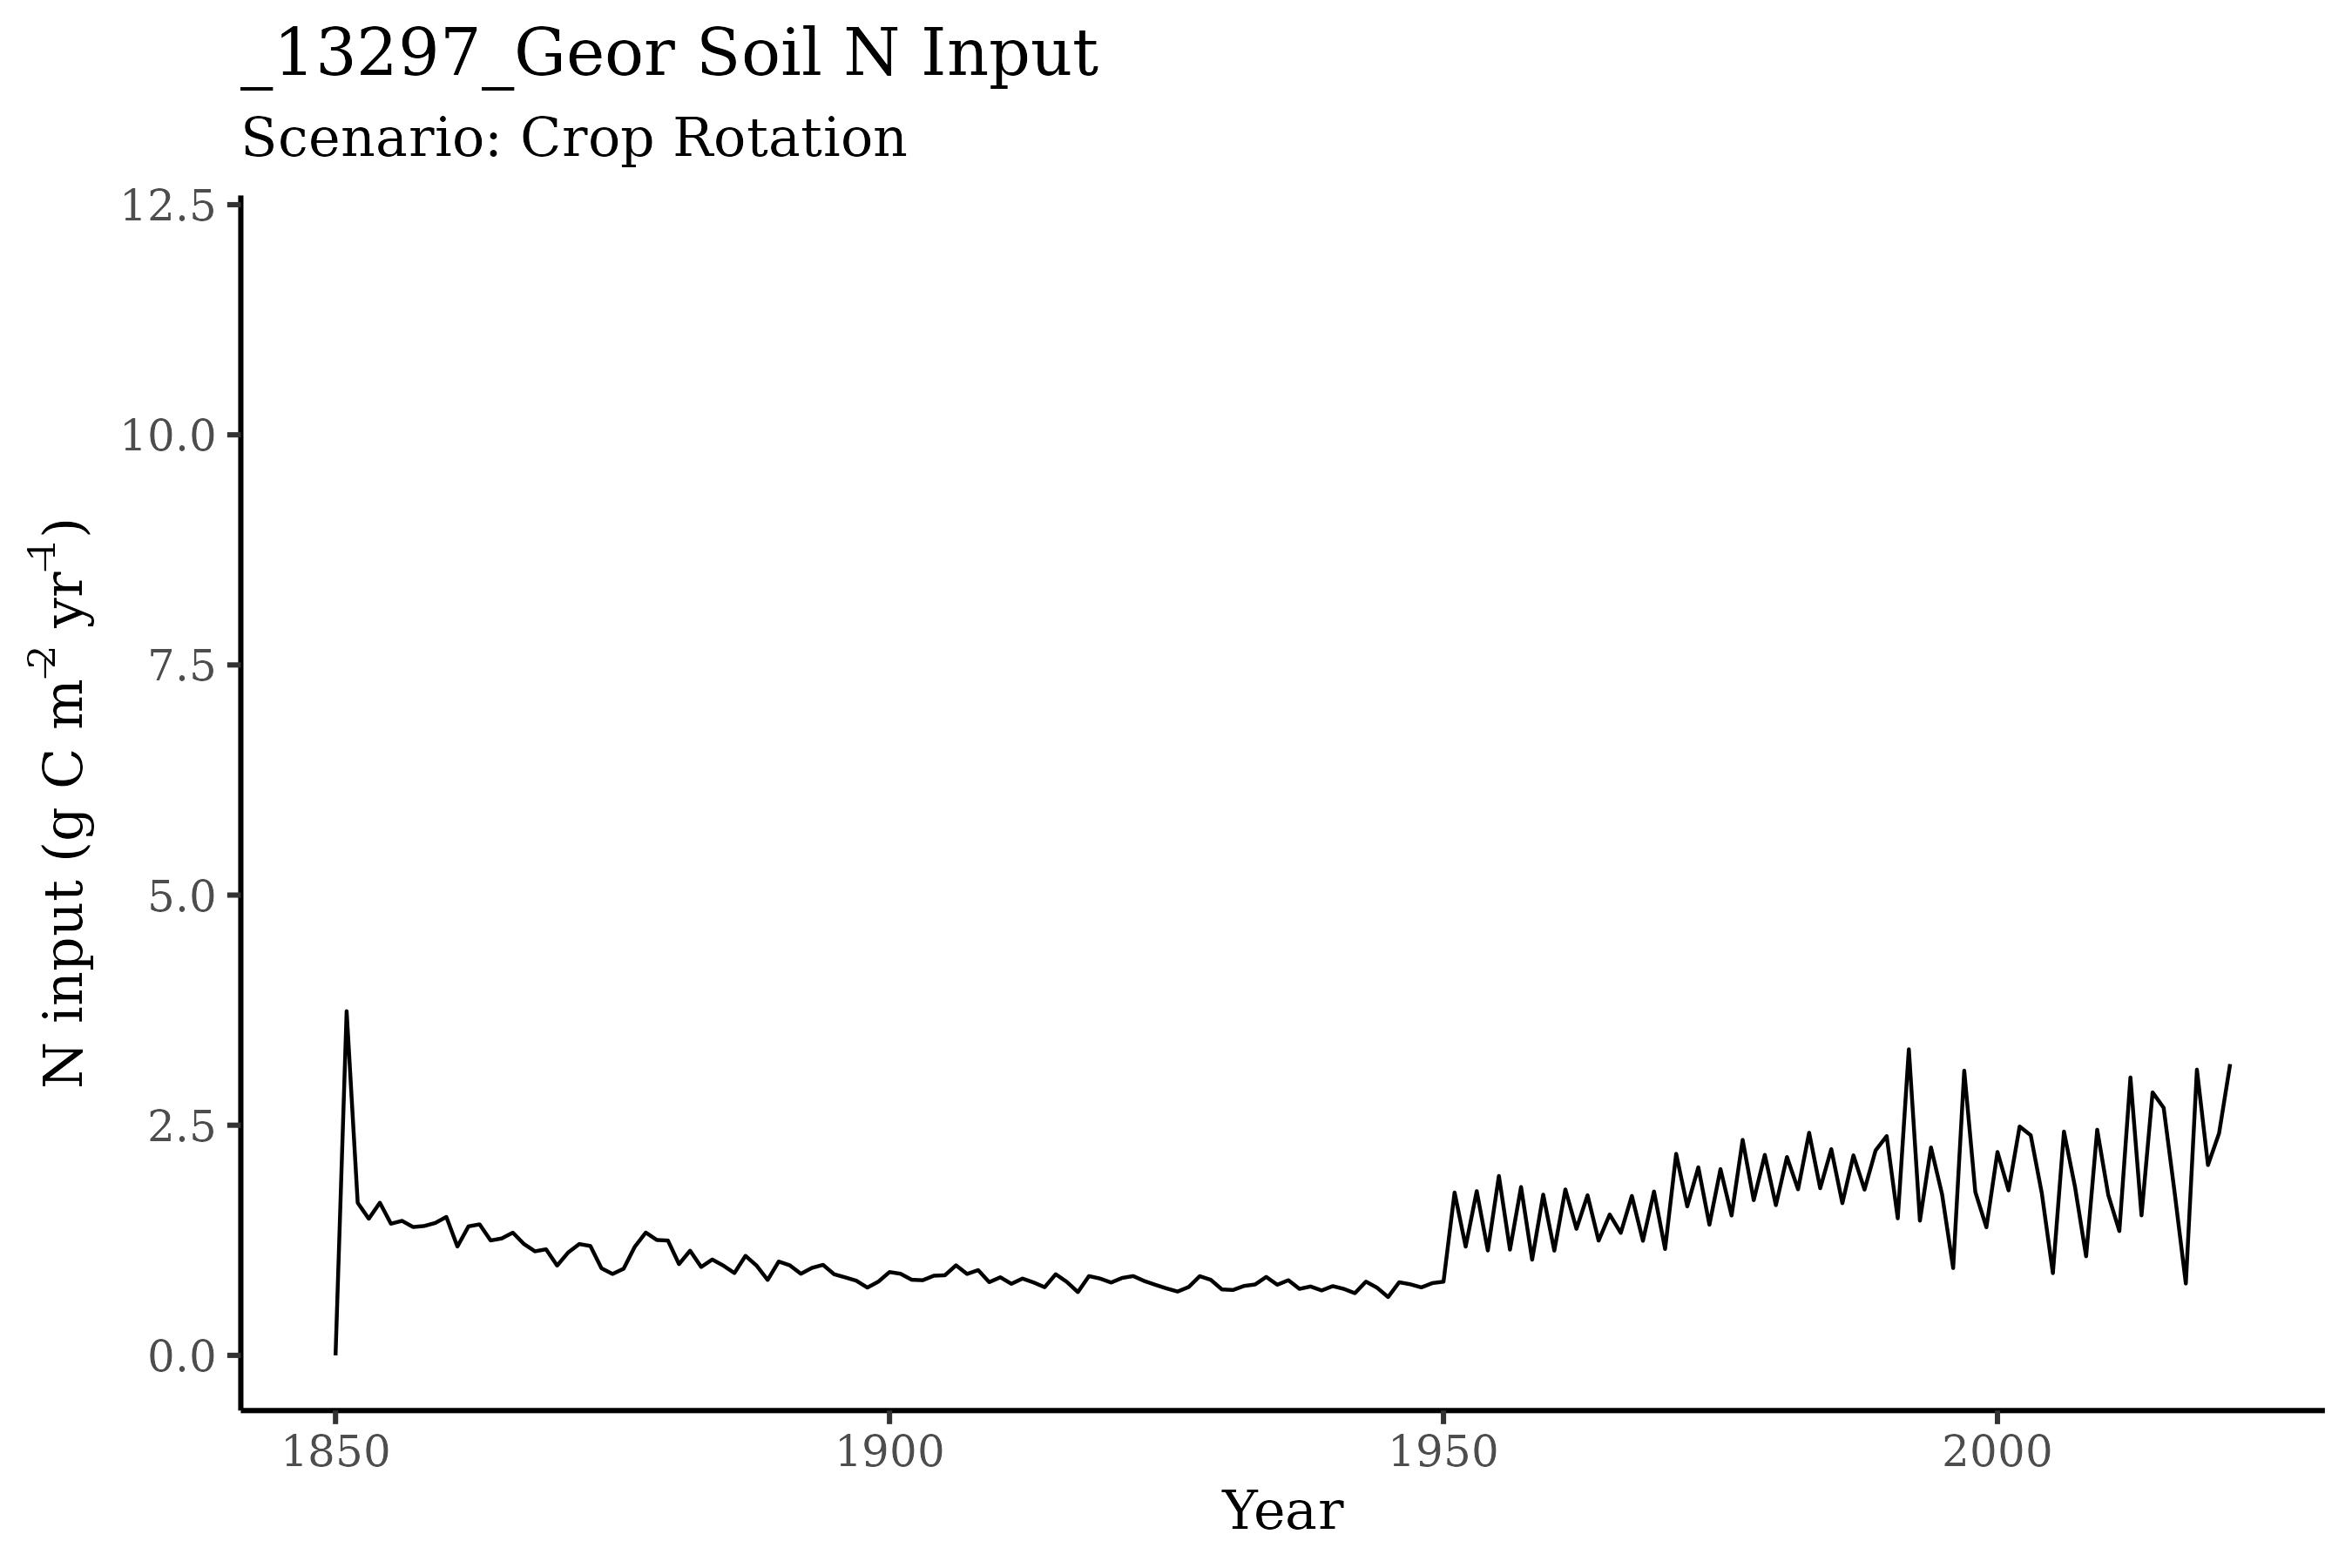 _13297_Geor Soil N Input
Scenario: Crop Rotation
12.5
10.0
7.5
5.0
2.5
0.0
N input (g C m⁻² yr⁻¹)
1850 1900 1950 2000
Year